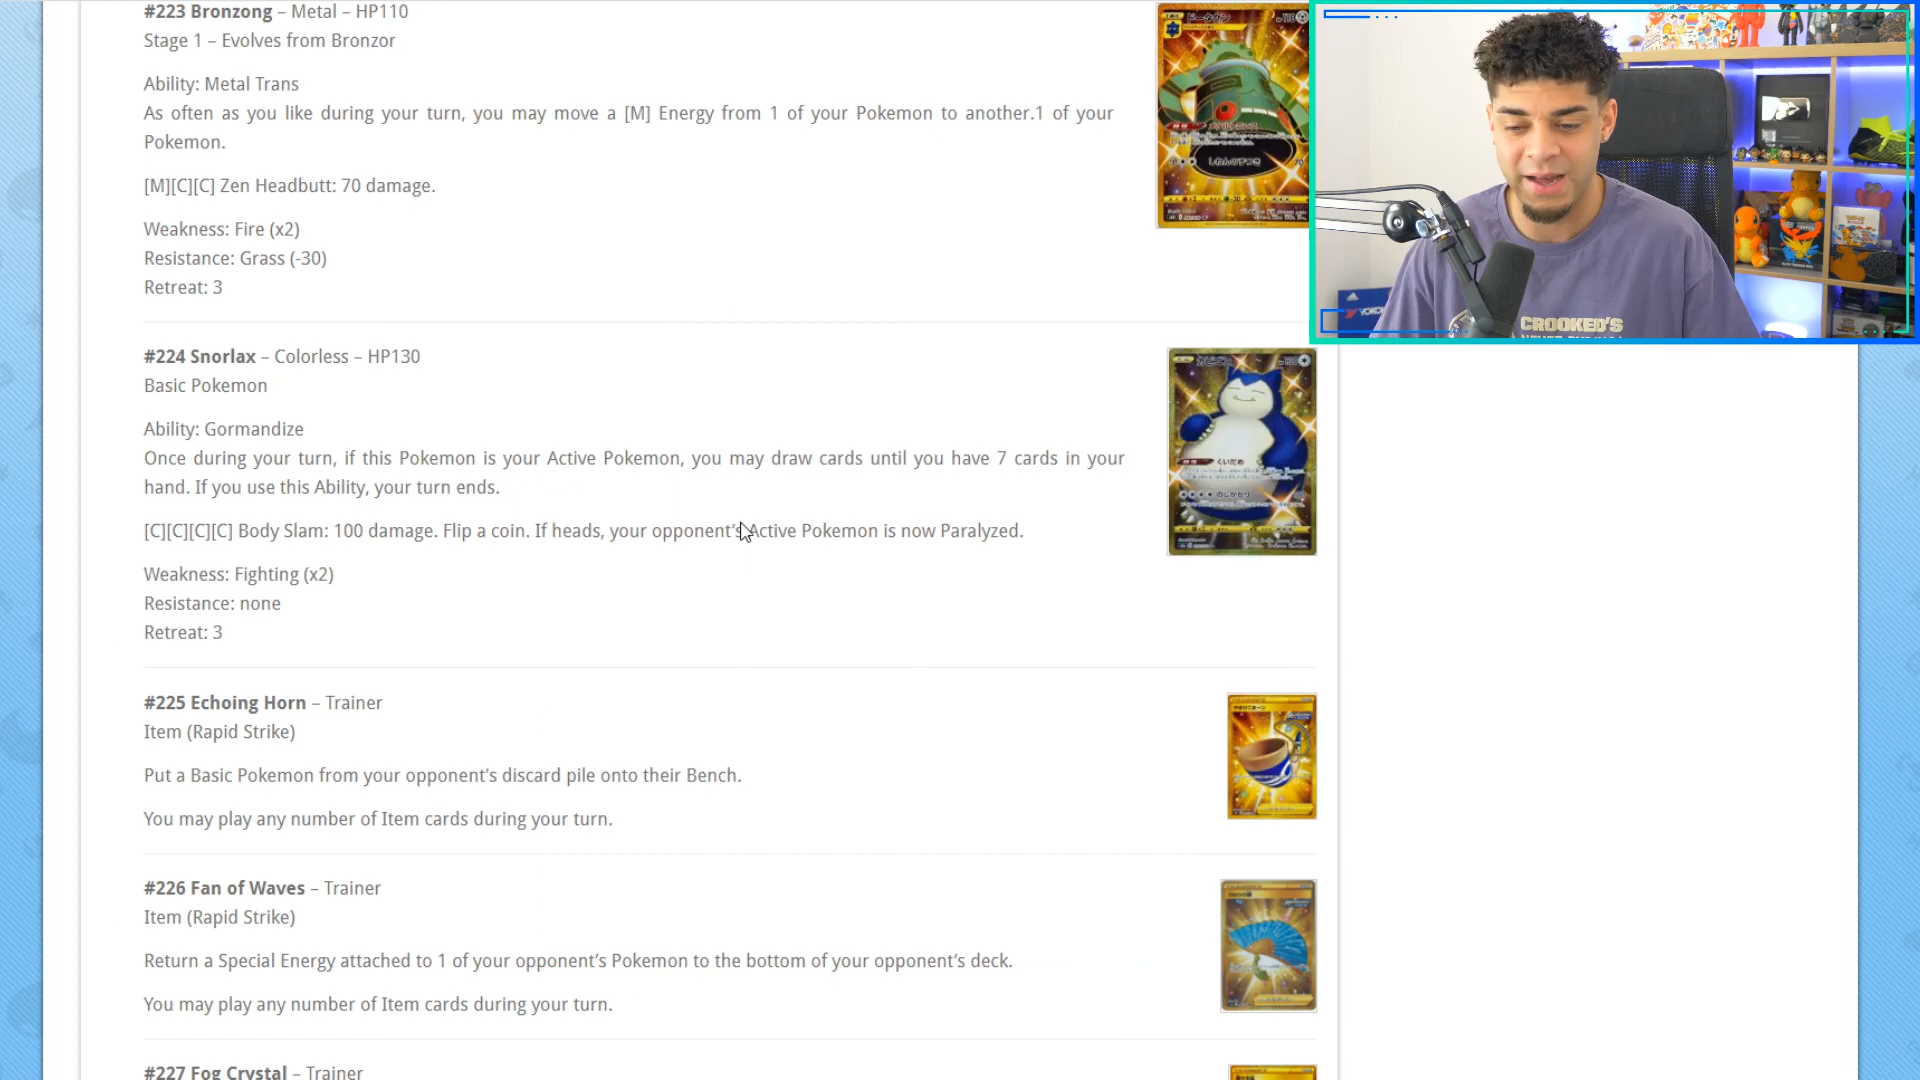 #223 Bronzong – Metal – HP110
Stage 1 – Evolves from Bronzor
Ability: Metal Trans
As often as you like during your turn, you may move a [M] Energy from 1 of your Pokemon to another.1 of your
Pokemon.
[M][C][C] Zen Headbutt: 70 damage.
Weakness: Fire (x2)
Resistance: Grass (-30)
Retreat: 3
#224 Snorlax – Colorless – HP130
Basic Pokemon
Ability: Gormandize
Once during your turn, if this Pokemon is your Active Pokemon, you may draw cards until you have 7 cards in your
hand. If you use this Ability, your turn ends.
[C][C][C][C] Body Slam: 100 damage. Flip a coin. If heads, your opponent's Active Pokemon is now Paralyzed.
Weakness: Fighting (x2)
Resistance: none
Retreat: 3
#225 Echoing Horn – Trainer
Item (Rapid Strike)
Put a Basic Pokemon from your opponent's discard pile onto their Bench.
You may play any number of Item cards during your turn.
#226 Fan of Waves – Trainer
Item (Rapid Strike)
Return a Special Energy attached to 1 of your opponent's Pokemon to the bottom of your opponent's deck.
You may play any number of Item cards during your turn.
#227 Fog Crystal – Trainer
CROOKED'S